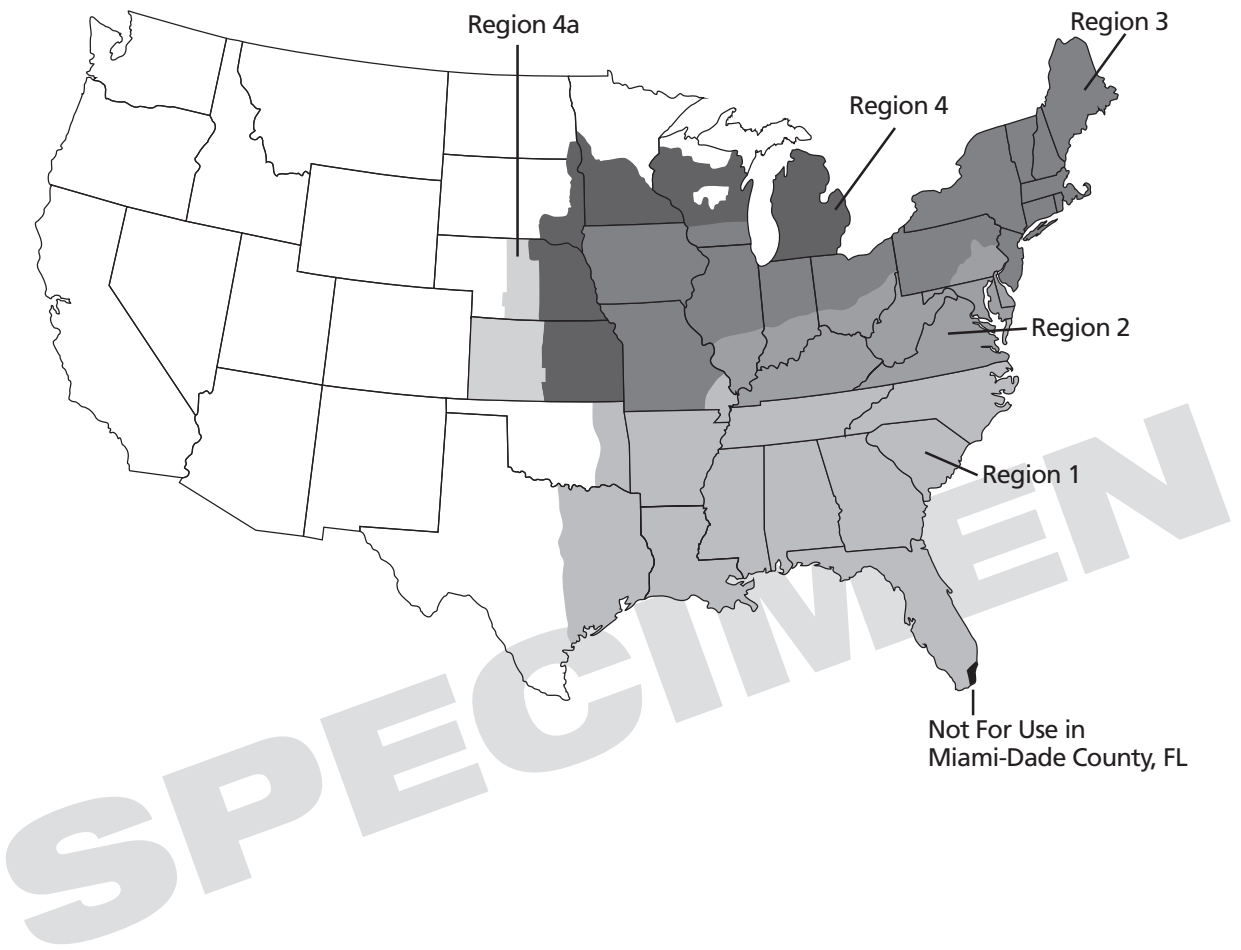 Region 4a
Region 3
Region 4
Region 2
Region 1
SPECIMEN
Not For Use in
Miami-Dade County, FL